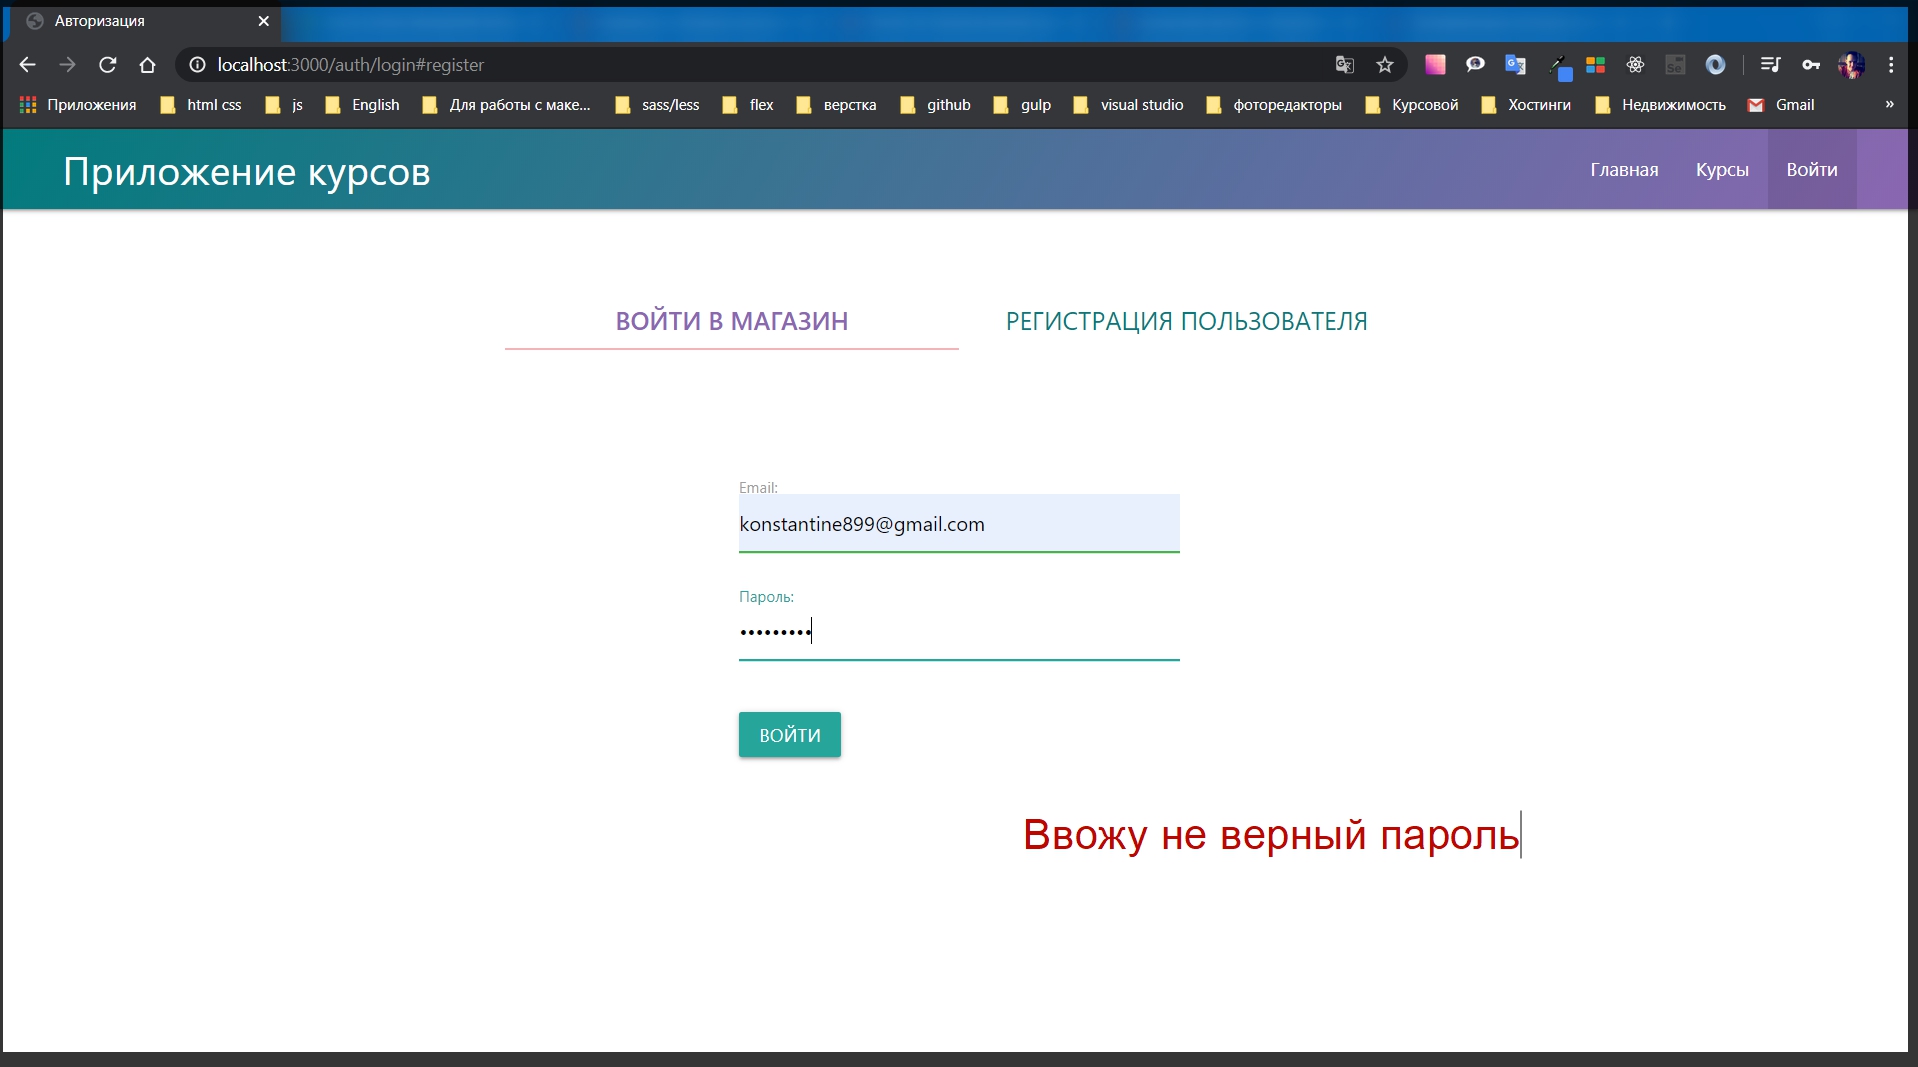 Авторизация
localhost:3000/auth/login#register
Приложения html css js English Для работы с маке... sass/less flex верстка github gulp visual studio фоторедакторы Курсовой Хостинги Недвижимость Gmail »
Приложение курсов Главная Курсы Войти
ВОЙТИ В МАГАЗИН РЕГИСТРАЦИЯ ПОЛЬЗОВАТЕЛЯ
Email:
konstantine899@gmail.com
Пароль:
•••••••••
ВОЙТИ
Ввожу не верный пароль